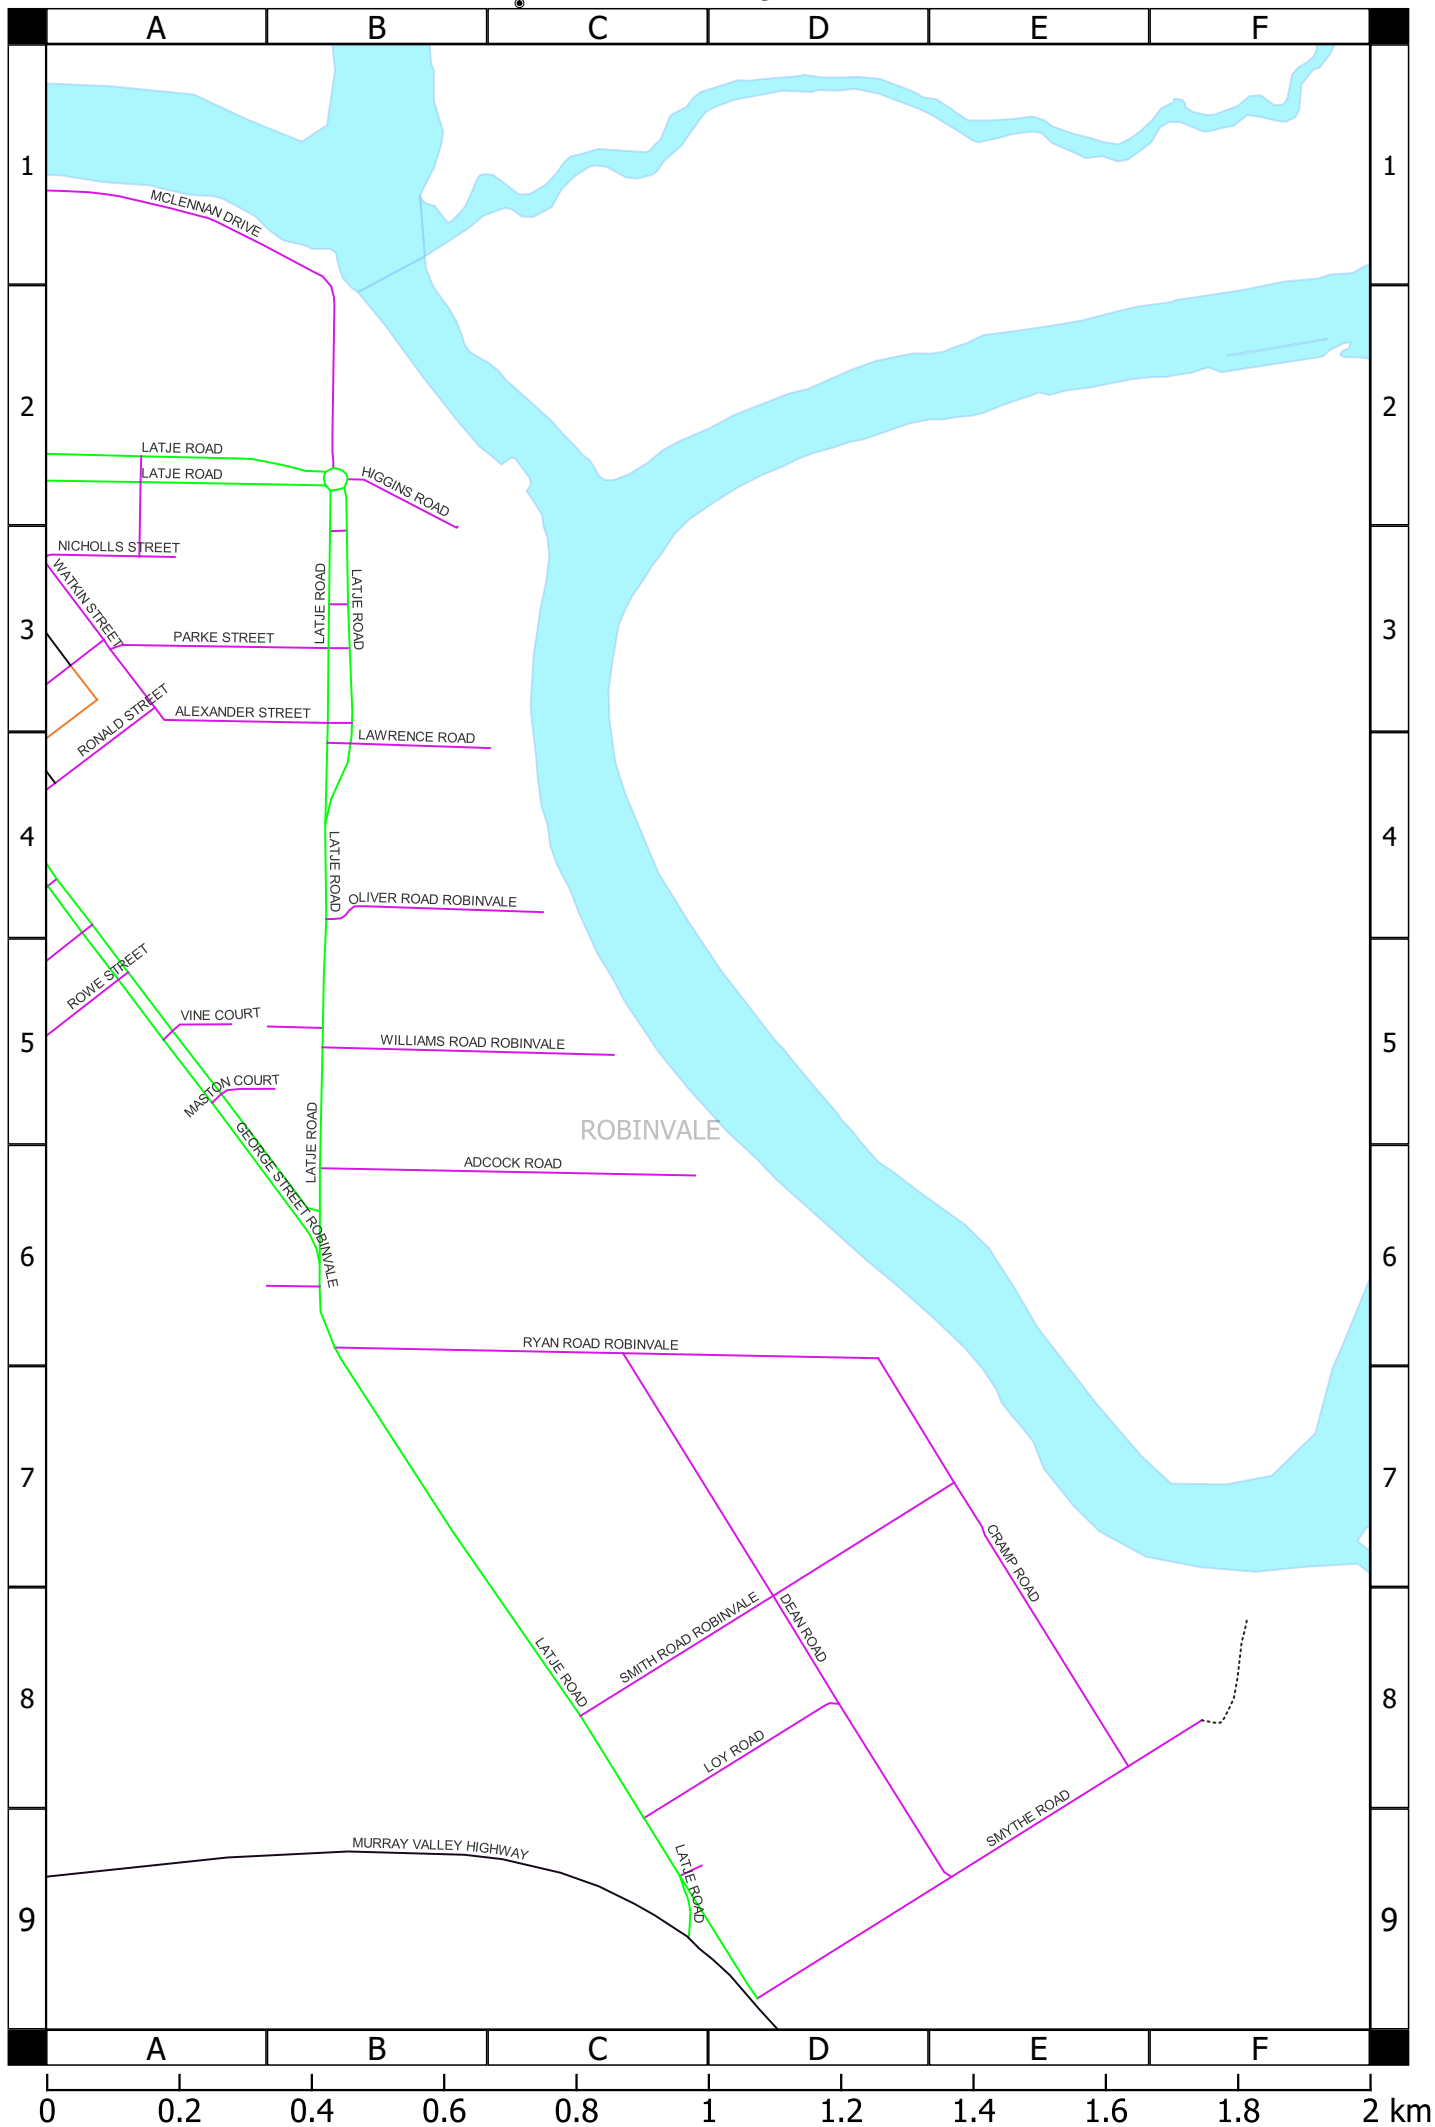 A B C D E F
1 1
MCLENNAN DRIVE
2 2
LATJE ROAD
LATJE ROAD
HIGGINS ROAD
NICHOLLS STREET
WATKIN STREET
LATJE ROAD
LATJE ROAD
3 3
PARKE STREET
RONALD STREET
ALEXANDER STREET
LAWRENCE ROAD
4 4
LATJE ROAD
OLIVER ROAD ROBINVALE
ROWE STREET
VINE COURT
5 5
WILLIAMS ROAD ROBINVALE
MASTON COURT
ROBINVALE
LATJE ROAD
GEORGE STREET ROBINVALE
ADCOCK ROAD
6 6
RYAN ROAD ROBINVALE
7 7
CRAMP ROAD
SMITH ROAD ROBINVALE
DEAN ROAD
LATJE ROAD
8 8
LOY ROAD
SMYTHE ROAD
MURRAY VALLEY HIGHWAY
LATJE ROAD
9 9
A B C D E F
0 0.2 0.4 0.6 0.8 1 1.2 1.4 1.6 1.8 2 km